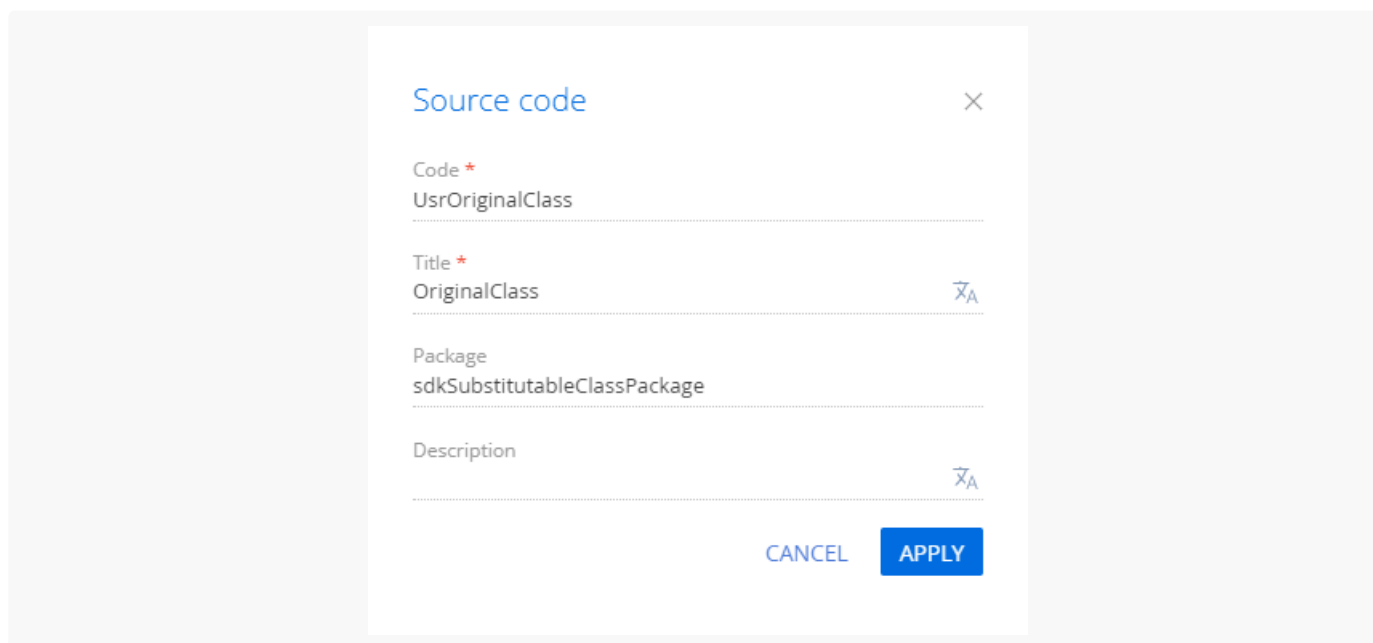 Source code
Code *
UsrOriginalClass
Title *
OriginalClass
Package
sdkSubstitutableClassPackage
Description
CANCEL APPLY